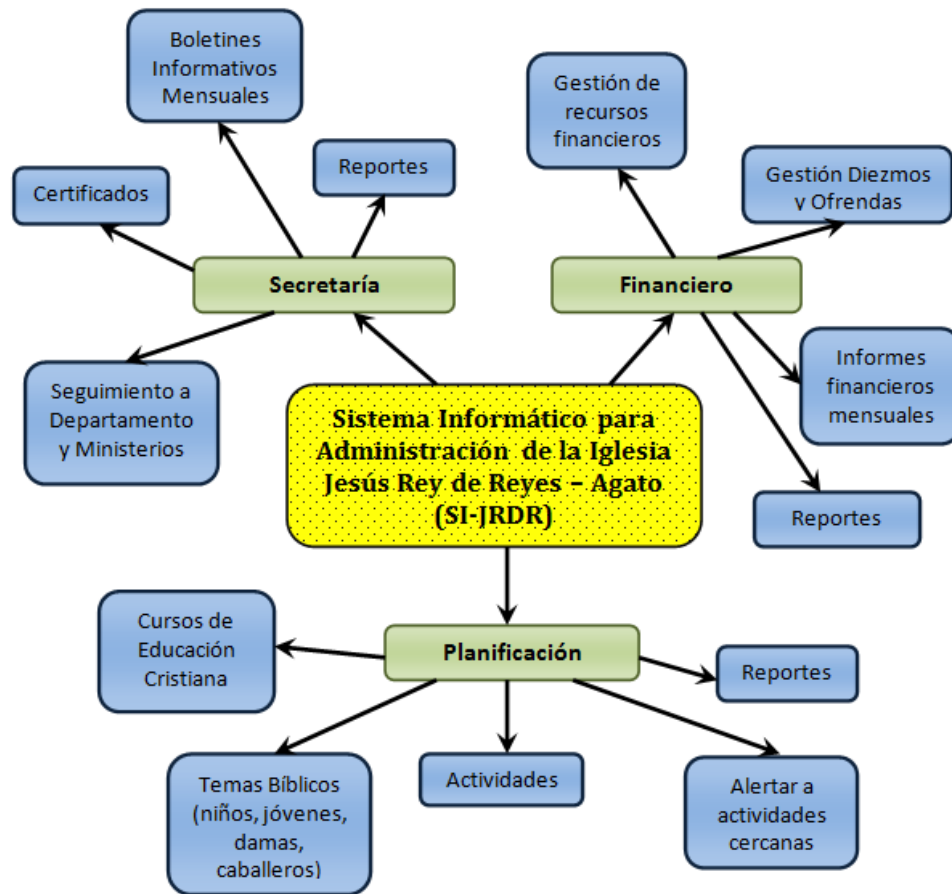 Boletines
Informativos
Mensuales
Gestión de
recursos
financieros
Reportes
Certificados
Gestión Diezmos
y Ofrendas
Secretaría
Financiero
Seguimiento a
Departamento
y Ministerios
Informes
financieros
mensuales
Sistema Informático para
Administración de la Iglesia
Jesús Rey de Reyes – Agato
(SI-JRDR)
Reportes
Cursos de
Educación
Cristiana
Planificación
Reportes
Temas Bíblicos
(niños, jóvenes,
damas,
caballeros)
Actividades
Alertar a
actividades
cercanas